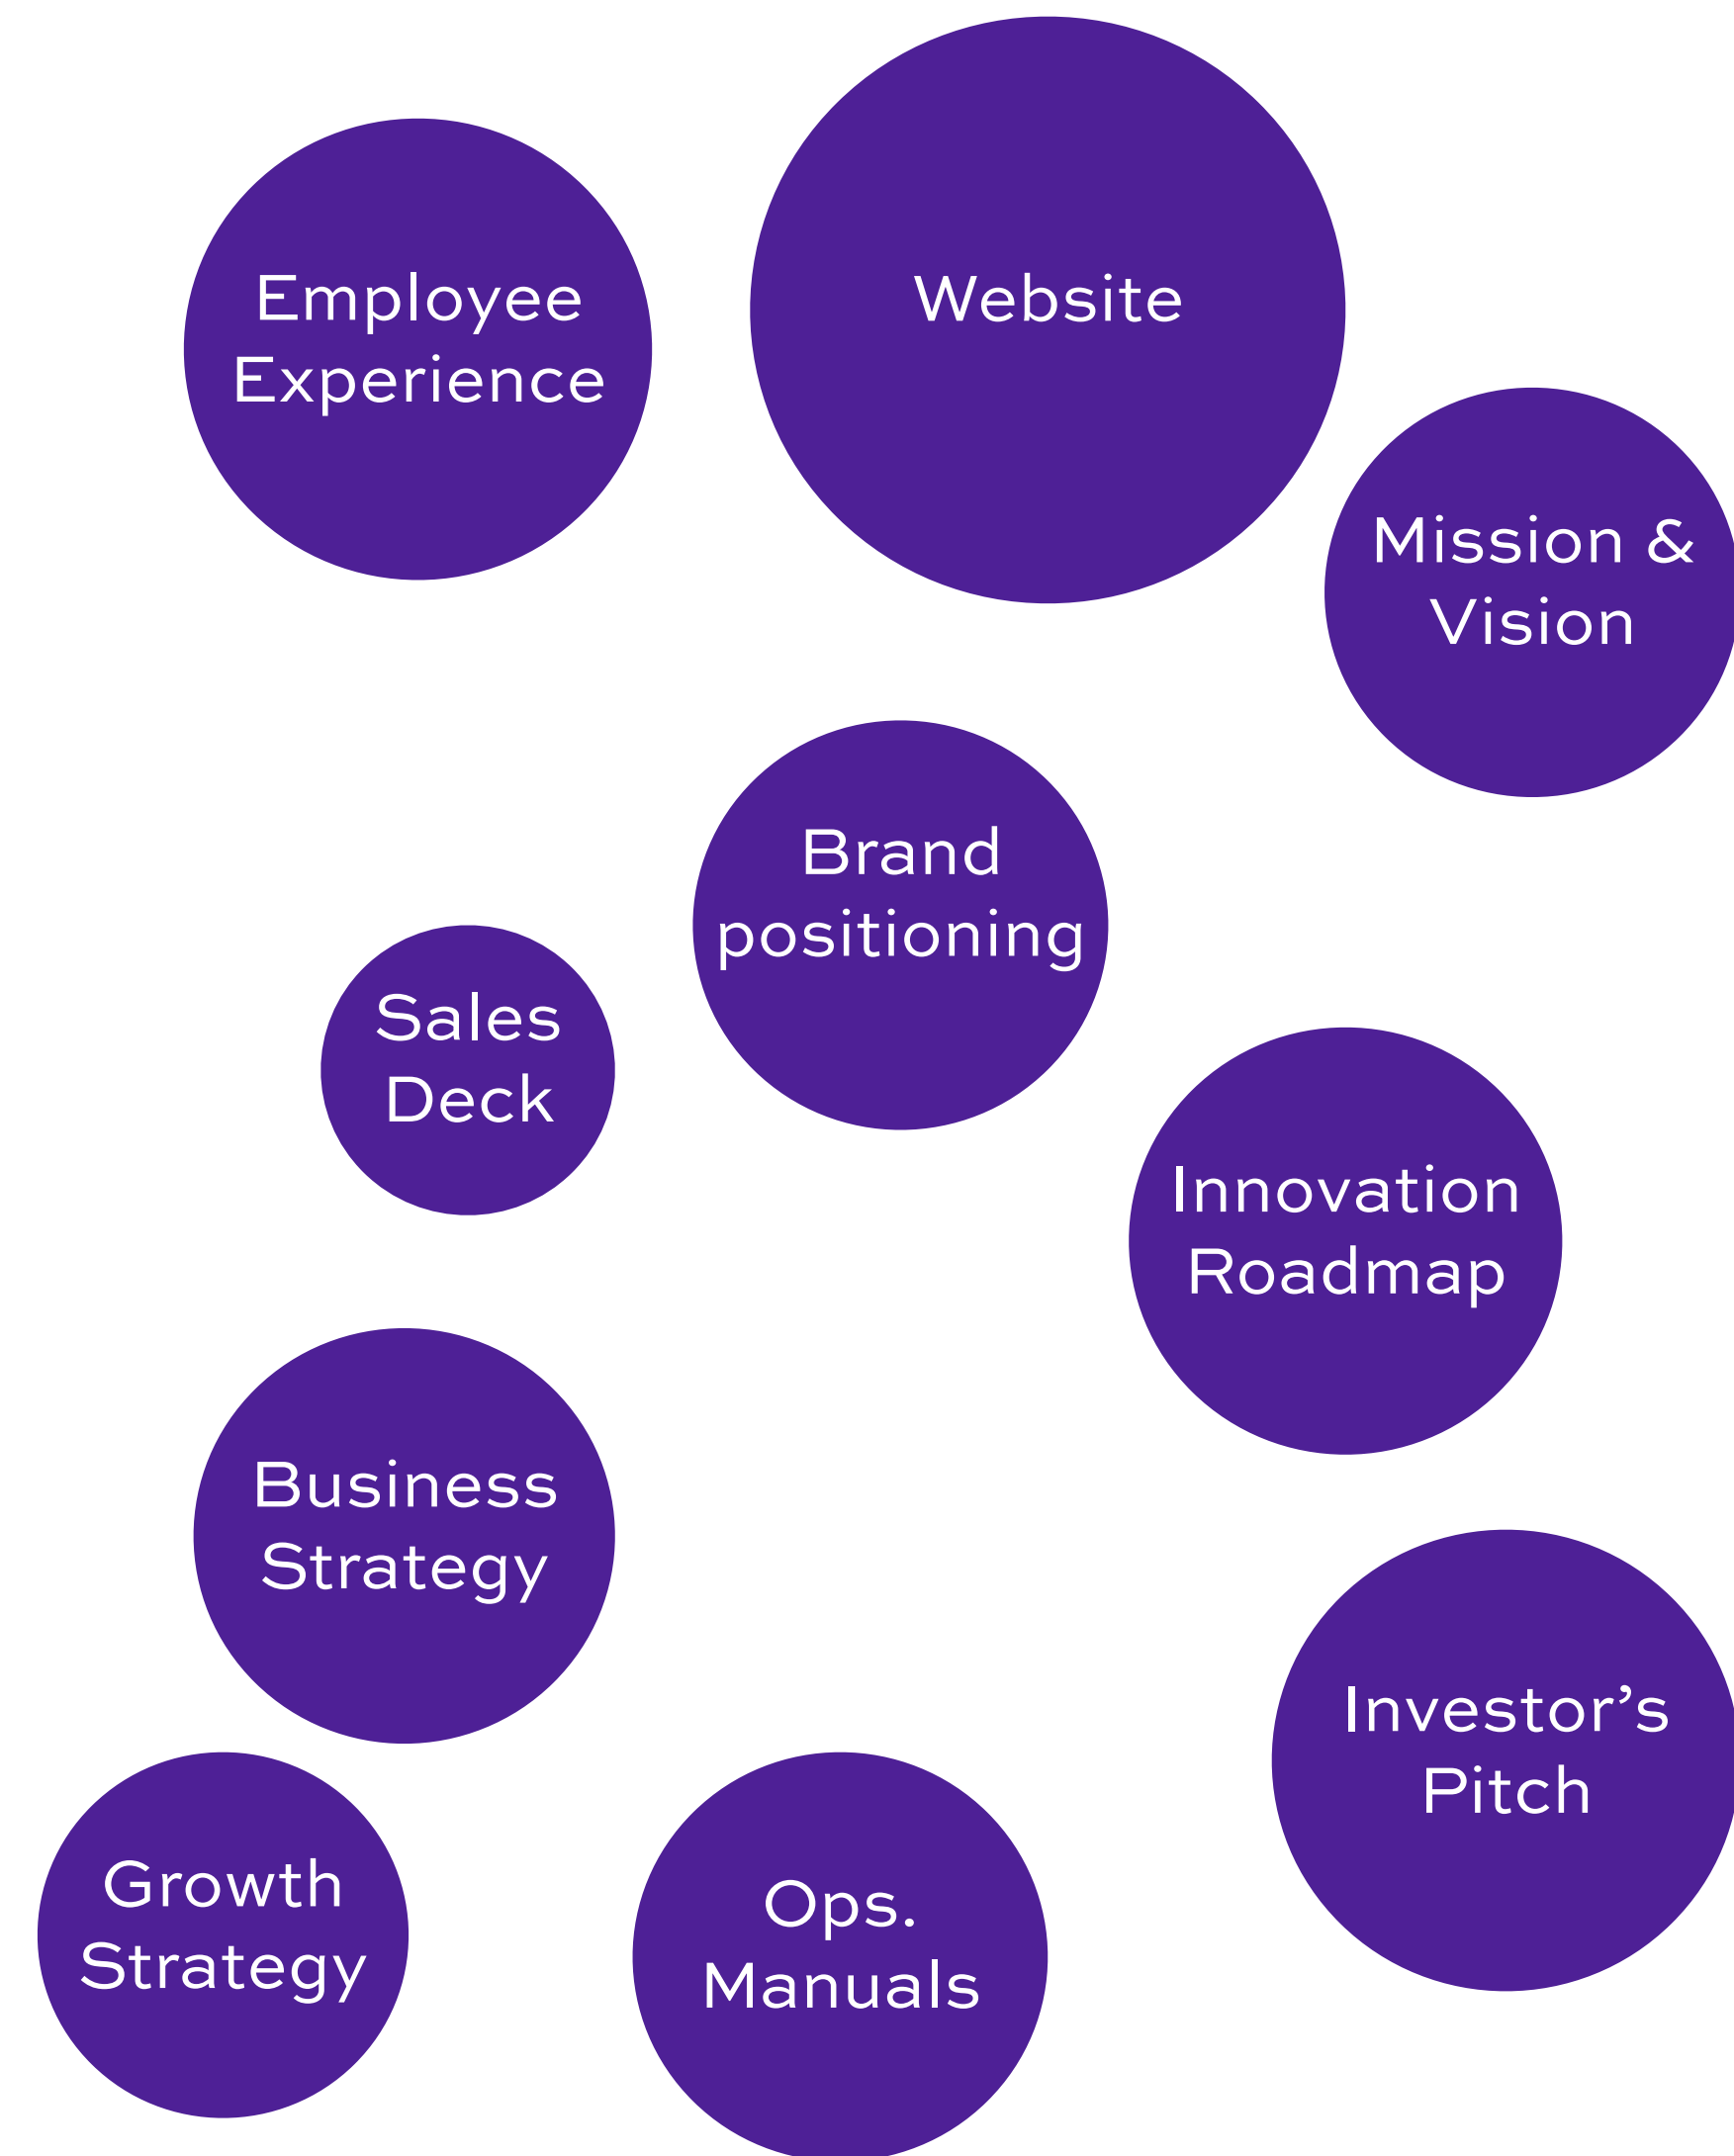 Employee
Experience
Website
Mission &
Vision
Brand
positioning
Sales
Deck
Innovation
Roadmap
Business
Strategy
Investor’s
Pitch
Growth
Strategy
Ops.
Manuals